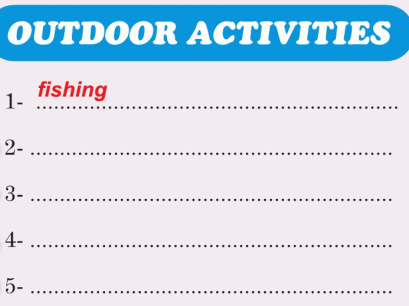 OUTDOOR ACTIVITIES
1- fishing
2- ................................................................
3- ................................................................
4- ................................................................
5- ................................................................